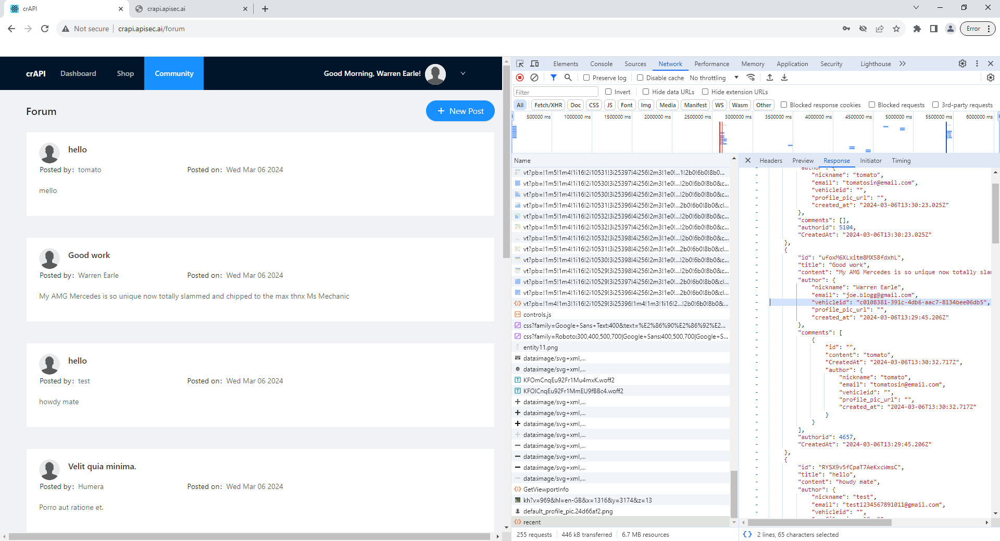 crAPI
crapi.apisec.ai
Not secure
crapi.apisec.ai/forum
Error
crAPI
Dashboard
Shop
Community
Good Morning, Warren Earle!
Forum
+ New Post
hello
Posted by: tomato
Posted on: Wed Mar 06 2024
mello
Good work
Posted by: Warren Earle
Posted on: Wed Mar 06 2024
My AMG Mercedes is so unique now totally slammed and chipped to the max thnx Ms Mechanic
hello
Posted by: test
Posted on: Wed Mar 06 2024
howdy mate
Velit quia minima.
Posted by: Humera
Posted on: Wed Mar 06 2024
Porro aut ratione et.
Elements Console Sources Network Performance Memory Application Security Lighthouse
Preserve log Disable cache No throttling
Filter Invert Hide data URLs Hide extension URLs
All Fetch/XHR Doc CSS JS Font Img Media Manifest WS Wasm Other Blocked response cookies Blocked requests 3rd-party requests
500000 ms 1000000 ms 1500000 ms 2000000 ms 2500000 ms 3000000 ms 3500000 ms 4000000 ms 4500000 ms 5000000 ms 5500000 ms 6000000 ms
Name
vt?pb=!1m5!1m4!1i16!2i10531!3i25397!4i256!2m3!1e0!...1!2b0!6b0!8b0...
vt?pb=!1m5!1m4!1i16!2i10530!3i25397!4i256!2m3!1e0!...!2b0!6b0!8b0&c...
vt?pb=!1m5!1m4!1i16!2i10530!3i25396!4i256!2m3!1e0!...!2b0!6b0!8b0&c...
vt?pb=!1m5!1m4!1i16!2i10531!3i25396!4i256!2m3!1e0!...2b0!6b0!8b0&cl...
vt?pb=!1m5!1m4!1i16!2i10532!3i25396!4i256!2m3!1e0!...!2b0!6b0!8b0&c...
vt?pb=!1m5!1m4!1i16!2i10532!3i25397!4i256!2m3!1e0!...!2b0!6b0!8b0&c...
vt?pb=!1m5!1m4!1i16!2i10532!3i25398!4i256!2m3!1e0!...!2b0!6b0!8b0&c...
vt?pb=!1m5!1m4!1i16!2i10531!3i25398!4i256!2m3!1e0!...2b0!6b0!8b0&cl...
vt?pb=!1m5!1m4!1i16!2i10530!3i25398!4i256!2m3!1e0!...!2b0!6b0!8b0&c...
vt?pb=!1m5!1m4!1i16!2i10529!3i25398!4i256!2m3!1e0!...!2b0!6b0!8b0&c...
vt?pb=!1m5!1m4!1i16!2i10529!3i25397!4i256!2m3!1e0!...2b0!6b0!8b0&cl...
vt?pb=!1m5!1m4!1i16!2i10529!3i25396!4i256!2m3!1e0!...2b0!6b0!8b0&cl...
vt?pb=!1m4!1m3!1i16!2i10529!3i25396!1m4!1m3!1i16!2...!2b0!6b0!8b0&...
controls.js
css?family=Google+Sans+Text:400&text=%E2%86%90%E2%86%92%E2...
css?family=Roboto:300,400,500,700|Google+Sans:400,500,700|Google+S...
entity11.png
data:image/svg+xml,...
data:image/svg+xml,...
KFOmCnqEu92Fr1Mu4mxK.woff2
KFOlCnqEu92Fr1MmEU9fBBc4.woff2
data:image/svg+xml,...
data:image/svg+xml,...
data:image/svg+xml,...
data:image/svg+xml,...
data:image/svg+xml,...
data:image/svg+xml,...
data:image/svg+xml,...
data:image/svg+xml,...
GetViewportInfo
kh?v=969&hl=en-GB&x=1316&y=3174&z=13
default_profile_pic.24d66af2.png
recent
255 requests 446 kB transferred 6.7 MB resources
Headers Preview Response Initiator Timing
"author": {
"nickname": "tomato",
"email": "tomatosin@email.com",
"vehicleid": "",
"profile_pic_url": "",
"created_at": "2024-03-06T13:30:23.025Z"
},
"comments": [],
"authorid": 5104,
"CreatedAt": "2024-03-06T13:30:23.025Z"
},
{
"id": "ufoxM6XLxitm8MX58fdxhL",
"title": "Good work",
"content": "My AMG Mercedes is so unique now totally slam
"author": {
"nickname": "Warren Earle",
"email": "joe.blogg@gmail.com",
"vehicleid": "c0108381-391c-4db6-aac7-8134bee06db5",
"profile_pic_url": "",
"created_at": "2024-03-06T13:29:45.206Z"
},
"comments": [
{
"id": "",
"content": "tomato",
"CreatedAt": "2024-03-06T13:30:32.717Z",
"author": {
"nickname": "tomato",
"email": "tomatosin@email.com",
"vehicleid": "",
"profile_pic_url": "",
"created_at": "2024-03-06T13:30:32.717Z"
}
}
],
"authorid": 4657,
"CreatedAt": "2024-03-06T13:29:45.206Z"
},
{
"id": "RYSX9v5fCpaT7AeKxcWmsC",
"title": "hello",
"content": "howdy mate",
"author": {
"nickname": "test",
"email": "test1234567891011@gmail.com",
"vehicleid": "",
2 lines, 65 characters selected